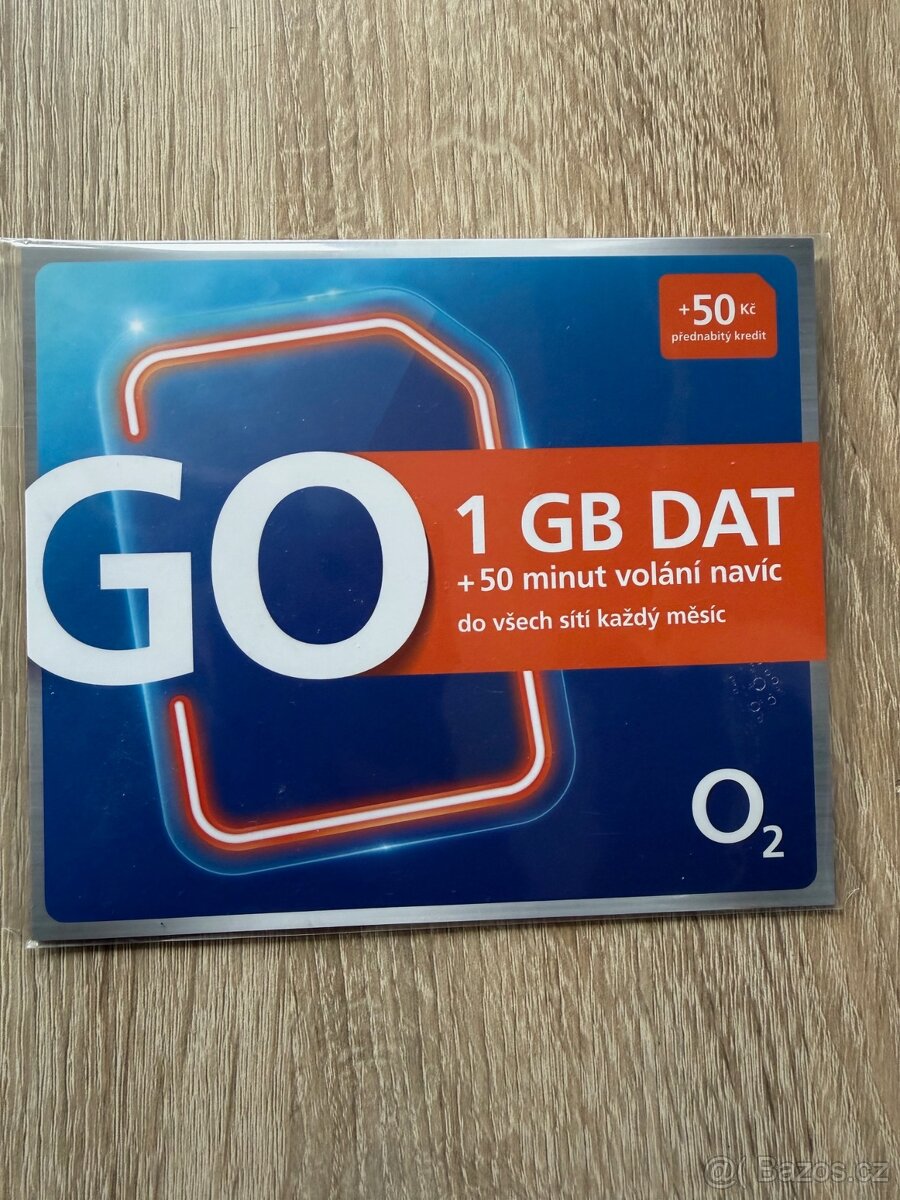 +50 Kč
přednabitý kredit
GO
1 GB DAT
+ 50 minut volání navíc
do všech sítí každý měsíc
O2
@( Bazos.cz